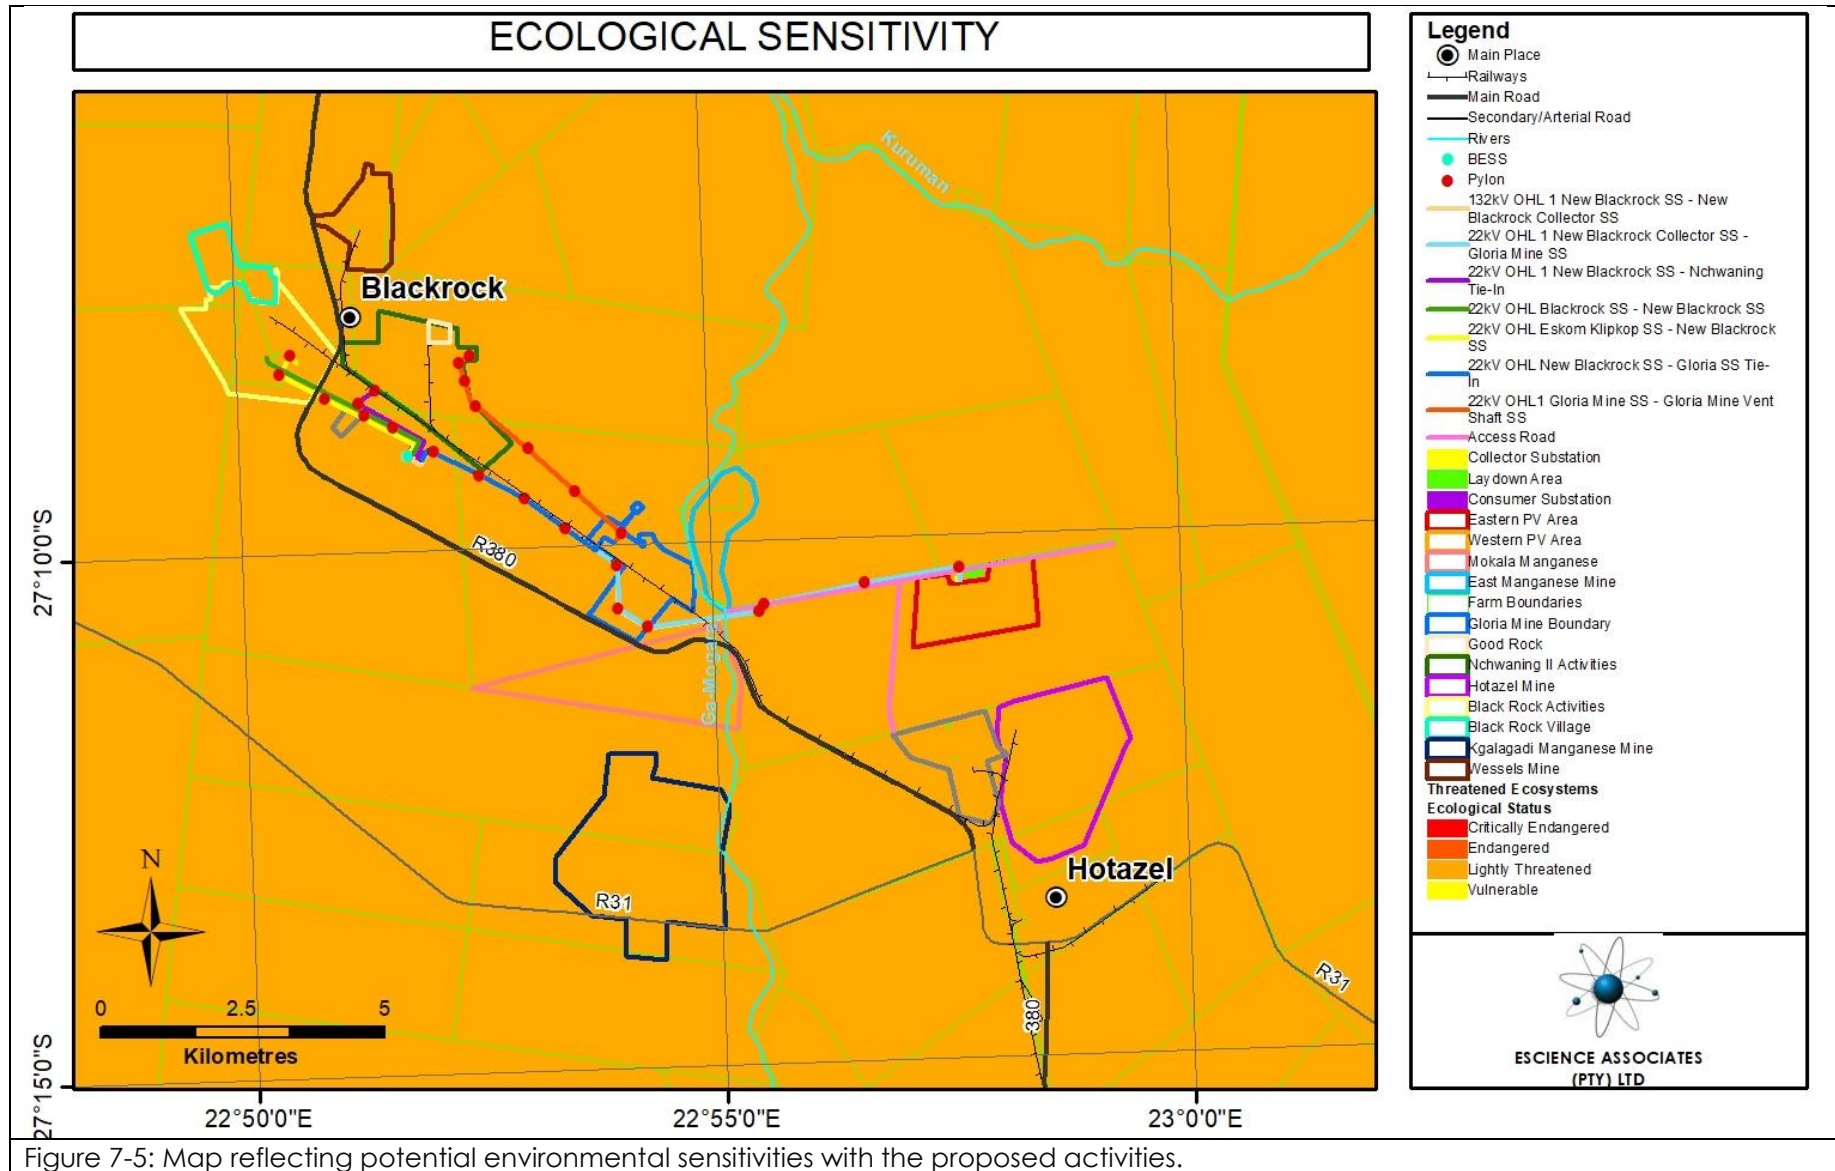 ECOLOGICAL SENSITIVITY
Kuruman
Blackrock
R380
Ga-Mogara
Hotazel
R31
R31
380
N
0 2.5 5
Kilometres
27°10'0"S
27°15'0"S
22°50'0"E 22°55'0"E 23°0'0"E
Legend
Main Place
Railways
Main Road
Secondary/Arterial Road
Rivers
BESS
Pylon
132kV OHL 1 New Blackrock SS - New
Blackrock Collector SS
22kV OHL 1 New Blackrock Collector SS -
Gloria Mine SS
22kV OHL 1 New Blackrock SS - Nchwaning
Tie-In
22kV OHL Blackrock SS - New Blackrock SS
22kV OHL Eskom Klipkop SS - New Blackrock
SS
22kV OHL New Blackrock SS - Gloria SS Tie-
In
22kV OHL1 Gloria Mine SS - Gloria Mine Vent
Shaft SS
Access Road
Collector Substation
Laydown Area
Consumer Substation
Eastern PV Area
Western PV Area
Mokala Manganese
East Manganese Mine
Farm Boundaries
Gloria Mine Boundary
Good Rock
Nchwaning II Activities
Hotazel Mine
Black Rock Activities
Black Rock Village
Kgalagadi Manganese Mine
Wessels Mine
Threatened Ecosystems
Ecological Status
Critically Endangered
Endangered
Lightly Threatened
Vulnerable
ESCIENCE ASSOCIATES
(PTY) LTD
Figure 7-5: Map reflecting potential environmental sensitivities with the proposed activities.